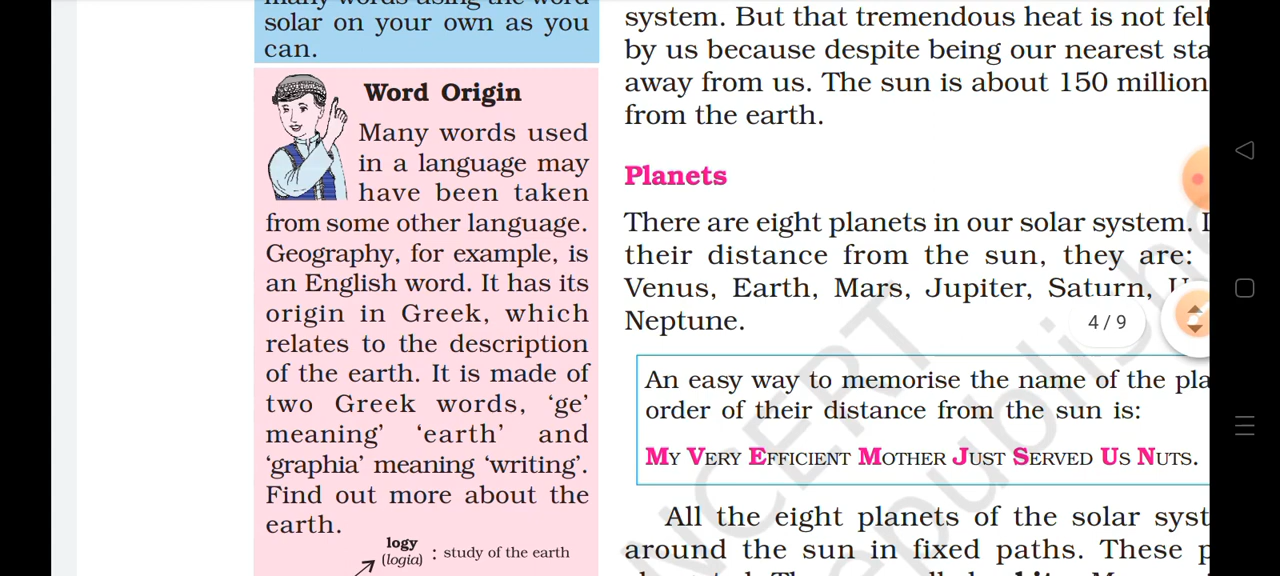 many words using the word
solar on your own as you
can.
Word Origin
Many words used
in a language may
have been taken
from some other language.
Geography, for example, is
an English word. It has its
origin in Greek, which
relates to the description
of the earth. It is made of
two Greek words, ‘ge’
meaning’ ‘earth’ and
‘graphia’ meaning ‘writing’.
Find out more about the
earth.
logy
(logia) : study of the earth
system. But that tremendous heat is not felt
by us because despite being our nearest sta
away from us. The sun is about 150 million
from the earth.
Planets
There are eight planets in our solar system. I
their distance from the sun, they are:
Venus, Earth, Mars, Jupiter, Saturn, U
Neptune.
4 / 9
An easy way to memorise the name of the pla
order of their distance from the sun is:
MY VERY EFFICIENT MOTHER JUST SERVED US NUTS.
All the eight planets of the solar syst
around the sun in fixed paths. These p
NCERT
republishe